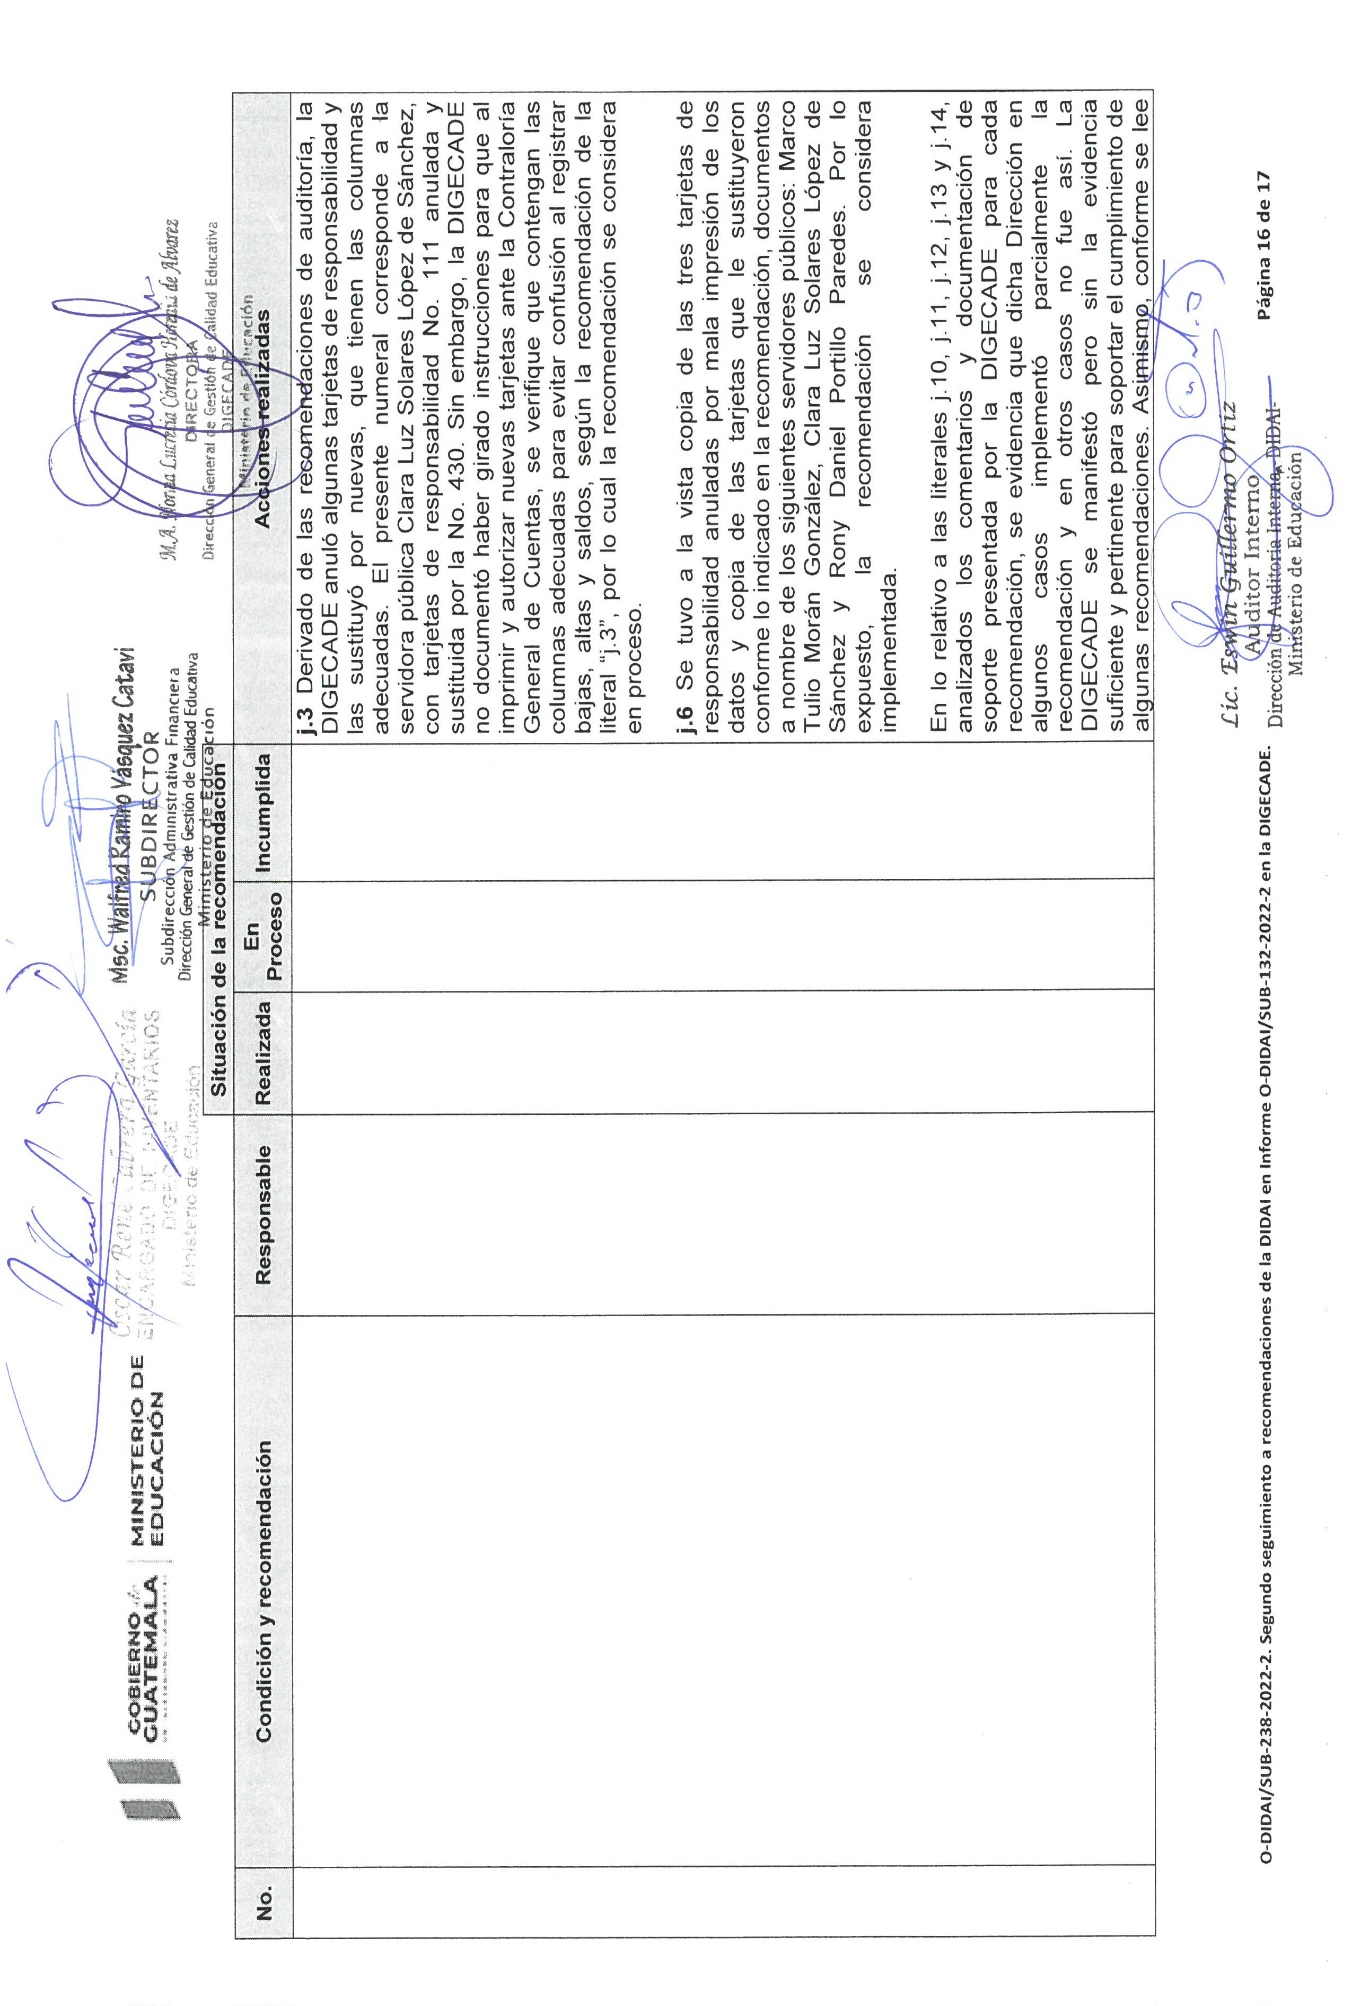 GOBIERNO de
GUATEMALA
MINISTERIO DE
EDUCACIÓN
Oscar René Cabrera García
ENCARGADO DE INVENTARIOS
DIGECADE
Ministerio de Educación
Msc. Walfred Ramiro Vásquez Catavi
SUBDIRECTOR
Subdirección Administrativa Financiera
Dirección General de Gestión de Calidad Educativa
Ministerio de Educación
DIRECTORA
Dirección General de Gestión de Calidad Educativa
DIGECADE
Ministerio de Educación
No.
Condición y recomendación
Responsable
Situación de la recomendación
Realizada
En
Proceso
Incumplida
Acciones realizadas
j.3 Derivado de las recomendaciones de auditoría, la
DIGECADE anuló algunas tarjetas de responsabilidad y
las sustituyó por nuevas, que tienen las columnas
adecuadas. El presente numeral corresponde a la
servidora pública Clara Luz Solares López de Sánchez,
con tarjetas de responsabilidad No. 111 anulada y
sustituida por la No. 430. Sin embargo, la DIGECADE
no documentó haber girado instrucciones para que al
imprimir y autorizar nuevas tarjetas ante la Contraloría
General de Cuentas, se verifique que contengan las
columnas adecuadas para evitar confusión al registrar
bajas, altas y saldos, según la recomendación de la
literal “j.3”, por lo cual la recomendación se considera
en proceso.
j.6 Se tuvo a la vista copia de las tres tarjetas de
responsabilidad anuladas por mala impresión de los
datos y copia de las tarjetas que le sustituyeron
conforme lo indicado en la recomendación, documentos
a nombre de los siguientes servidores públicos: Marco
Tulio Morán González, Clara Luz Solares López de
Sánchez y Rony Daniel Portillo Paredes. Por lo
expuesto, la recomendación se considera
implementada.
En lo relativo a las literales j.10, j.11, j.12, j.13 y j.14,
analizados los comentarios y documentación de
soporte presentada por la DIGECADE para cada
recomendación, se evidencia que dicha Dirección en
algunos casos implementó parcialmente la
recomendación y en otros casos no fue así. La
DIGECADE se manifestó pero sin la evidencia
suficiente y pertinente para soportar el cumplimiento de
algunas recomendaciones. Asimismo, conforme se lee
Lic. Eswin Guillermo Ortiz
Auditor Interno
Dirección de Auditoria Interna, DIDAI-
Ministerio de Educación
O-DIDAI/SUB-238-2022-2. Segundo seguimiento a recomendaciones de la DIDAI en Informe O-DIDAI/SUB-132-2022-2 en la DIGECADE.
Página 16 de 17